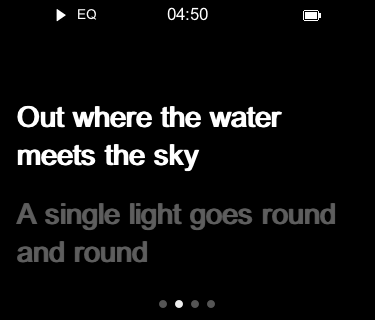 EQ 04:50
Out where the water
meets the sky
A single light goes round
and round